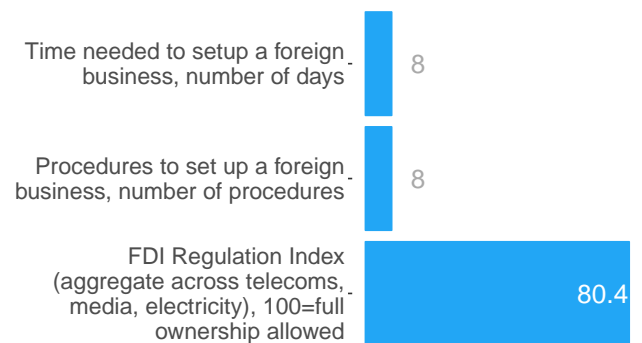 Time needed to setup a foreign
business, number of days
8
Procedures to set up a foreign
business, number of procedures
8
FDI Regulation Index
(aggregate across telecoms,
media, electricity), 100=full
ownership allowed
80.4